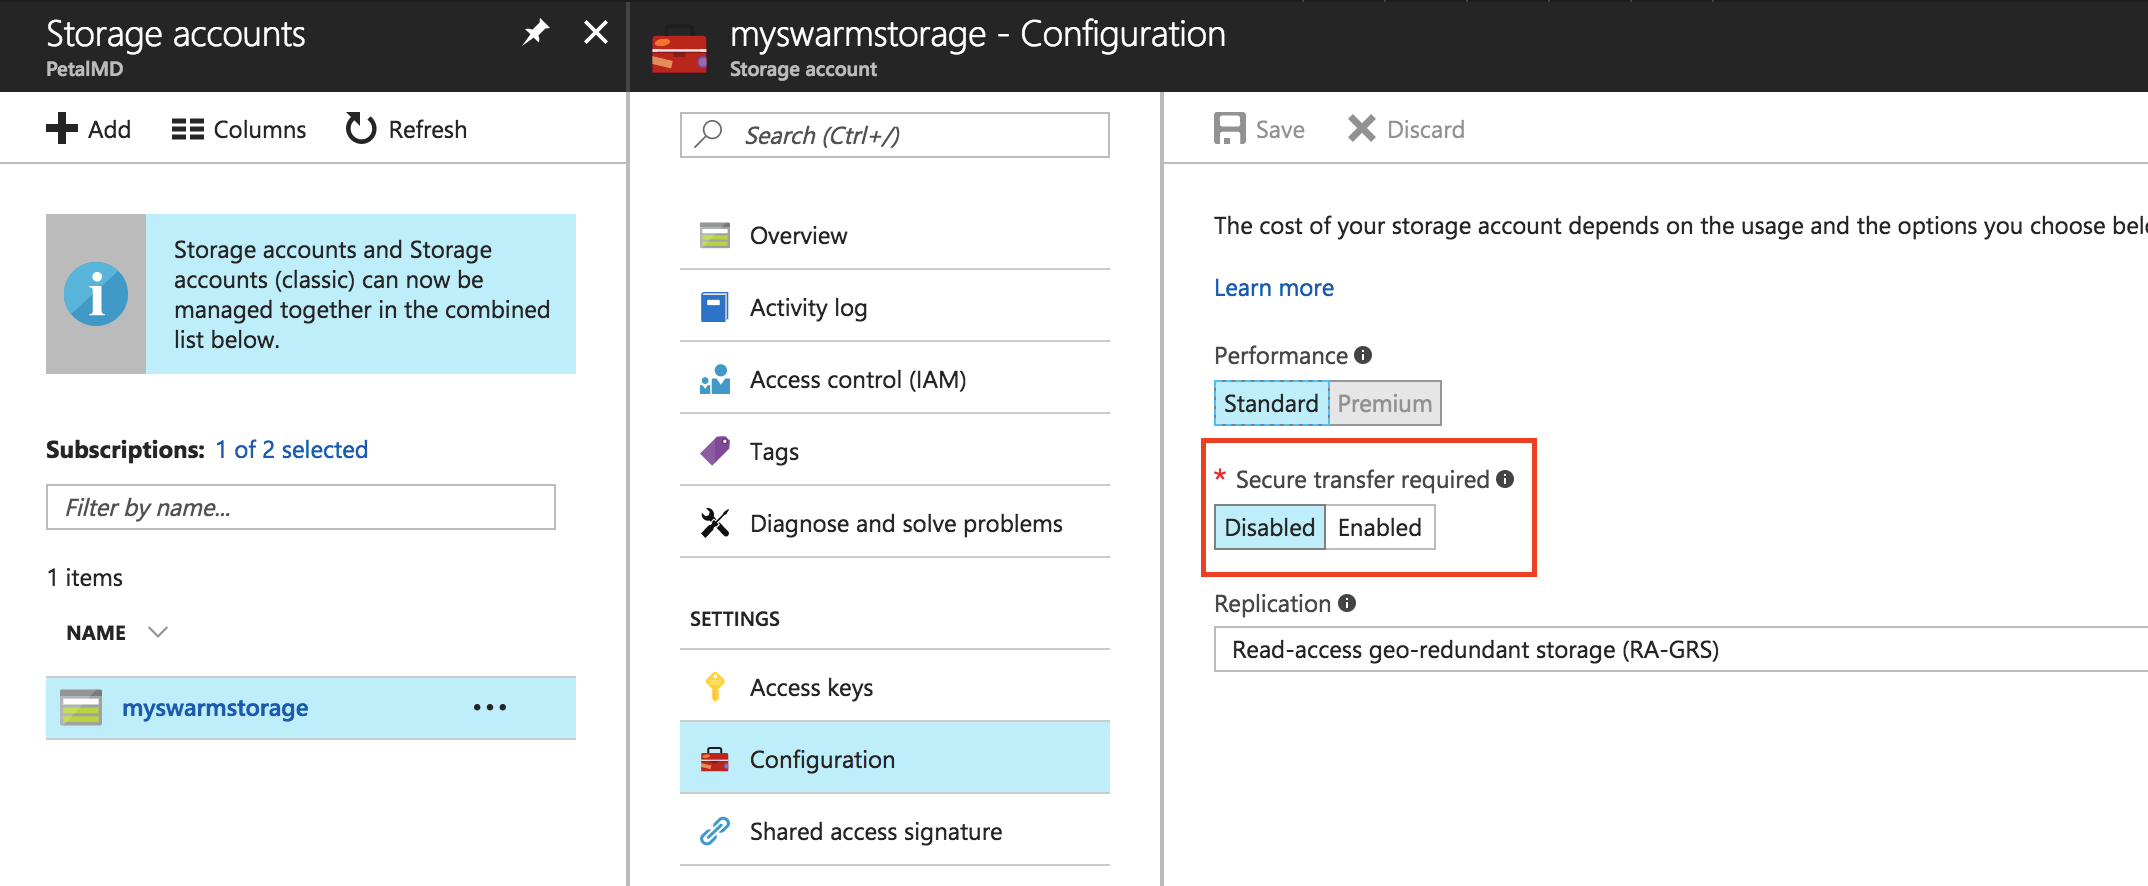 Storage accounts
PetalMD
Add
Columns
Refresh
Storage accounts and Storage
accounts (classic) can now be
managed together in the combined
list below.
Subscriptions: 1 of 2 selected
Filter by name...
1 items
NAME
myswarmstorage
myswarmstorage - Configuration
Storage account
Search (Ctrl+/)
Overview
Activity log
Access control (IAM)
Tags
Diagnose and solve problems
SETTINGS
Access keys
Configuration
Shared access signature
Save
Discard
The cost of your storage account depends on the usage and the options you choose
Learn more
Performance
Standard
Premium
* Secure transfer required
Disabled
Enabled
Replication
Read-access geo-redundant storage (RA-GRS)